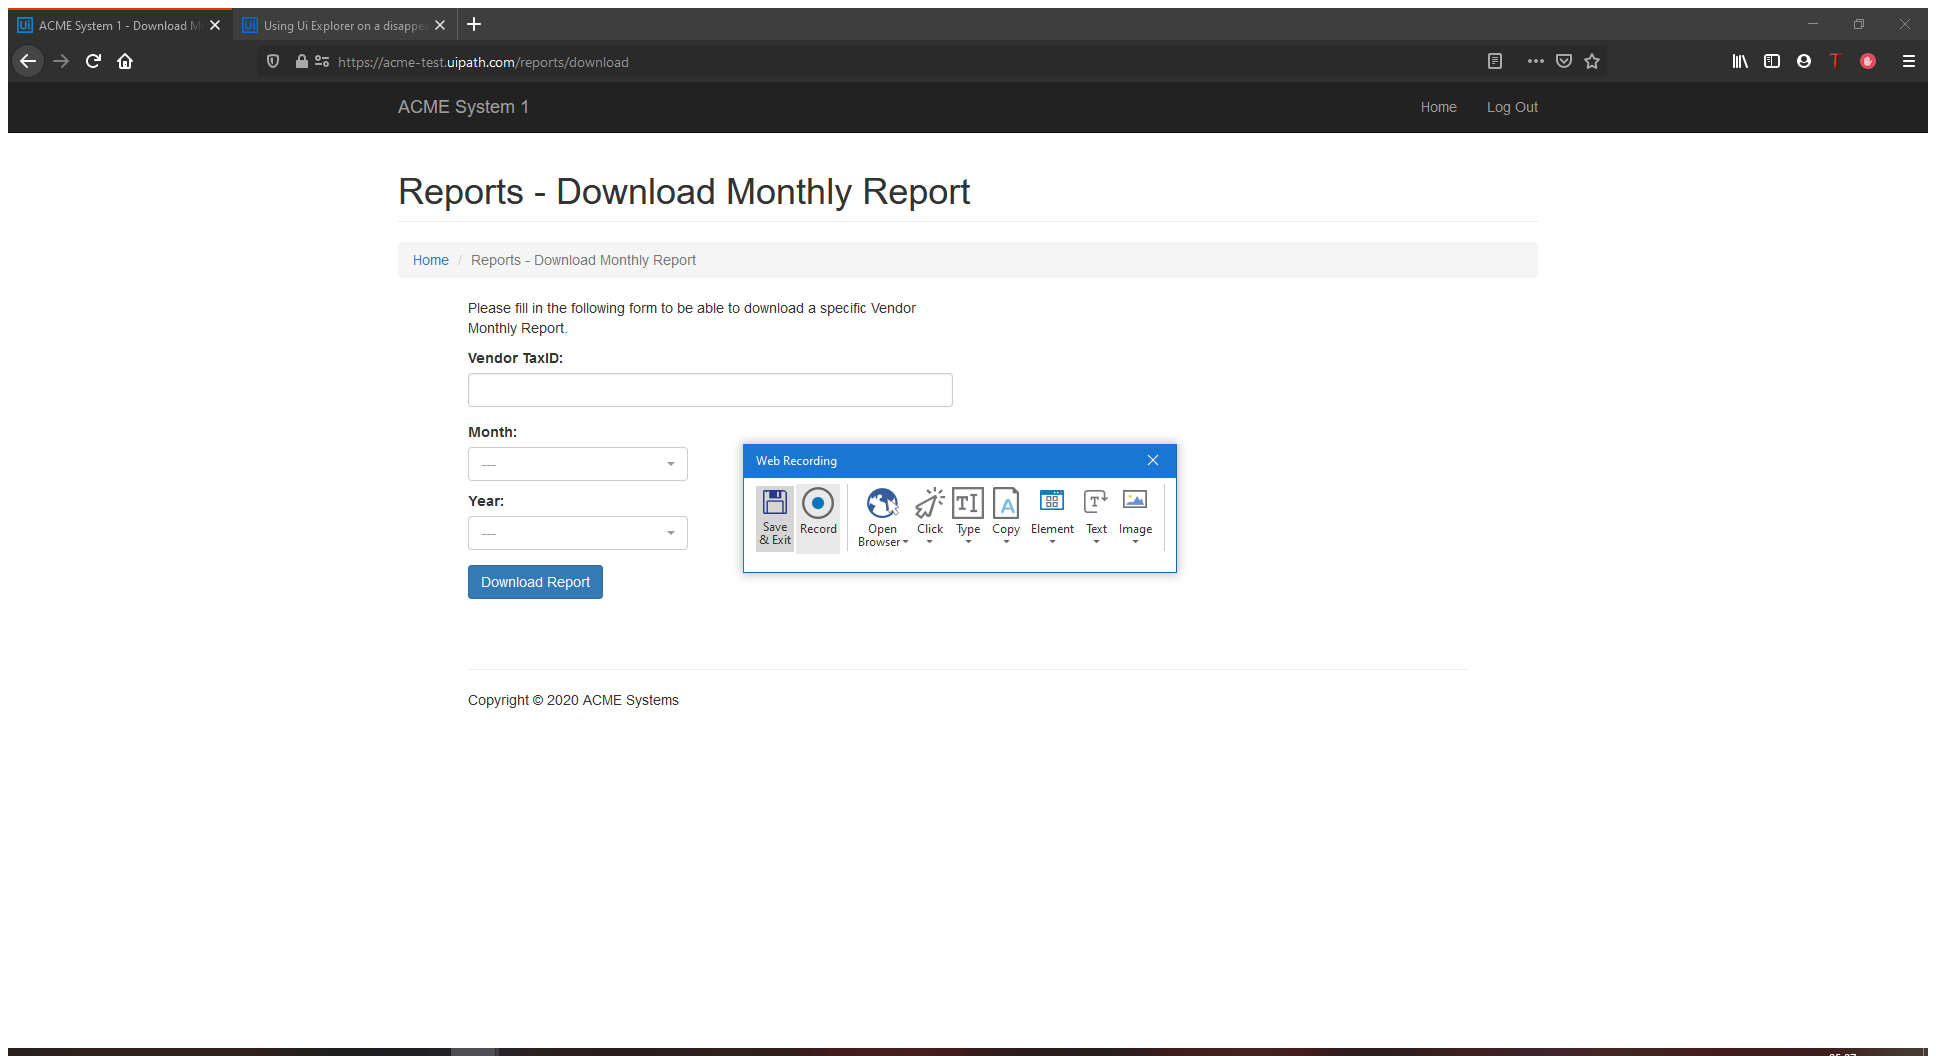 ACME System 1 - Download M
Using Ui Explorer on a disappe
https://acme-test.uipath.com/reports/download
ACME System 1
Home
Log Out
Reports - Download Monthly Report
Home / Reports - Download Monthly Report
Please fill in the following form to be able to download a specific Vendor
Monthly Report.
Vendor TaxID:
Month:
---
Year:
---
Download Report
Web Recording
Save
& Exit
Record
Open
Browser
Click
Type
Copy
Element
Text
Image
Copyright © 2020 ACME Systems